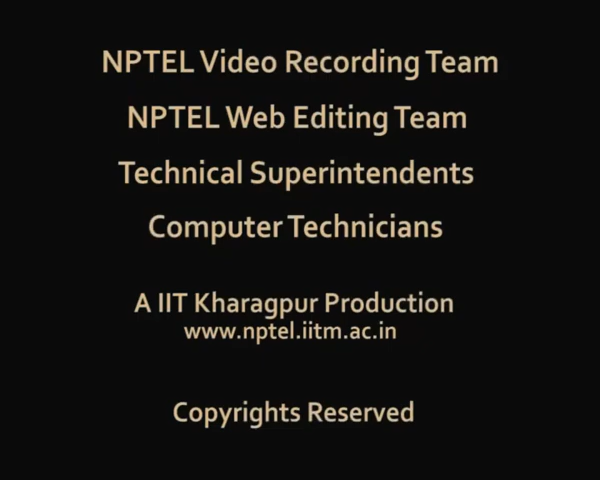 NPTEL Video Recording Team
NPTEL Web Editing Team
Technical Superintendents
Computer Technicians
A IIT Kharagpur Production
www.nptel.iitm.ac.in
Copyrights Reserved